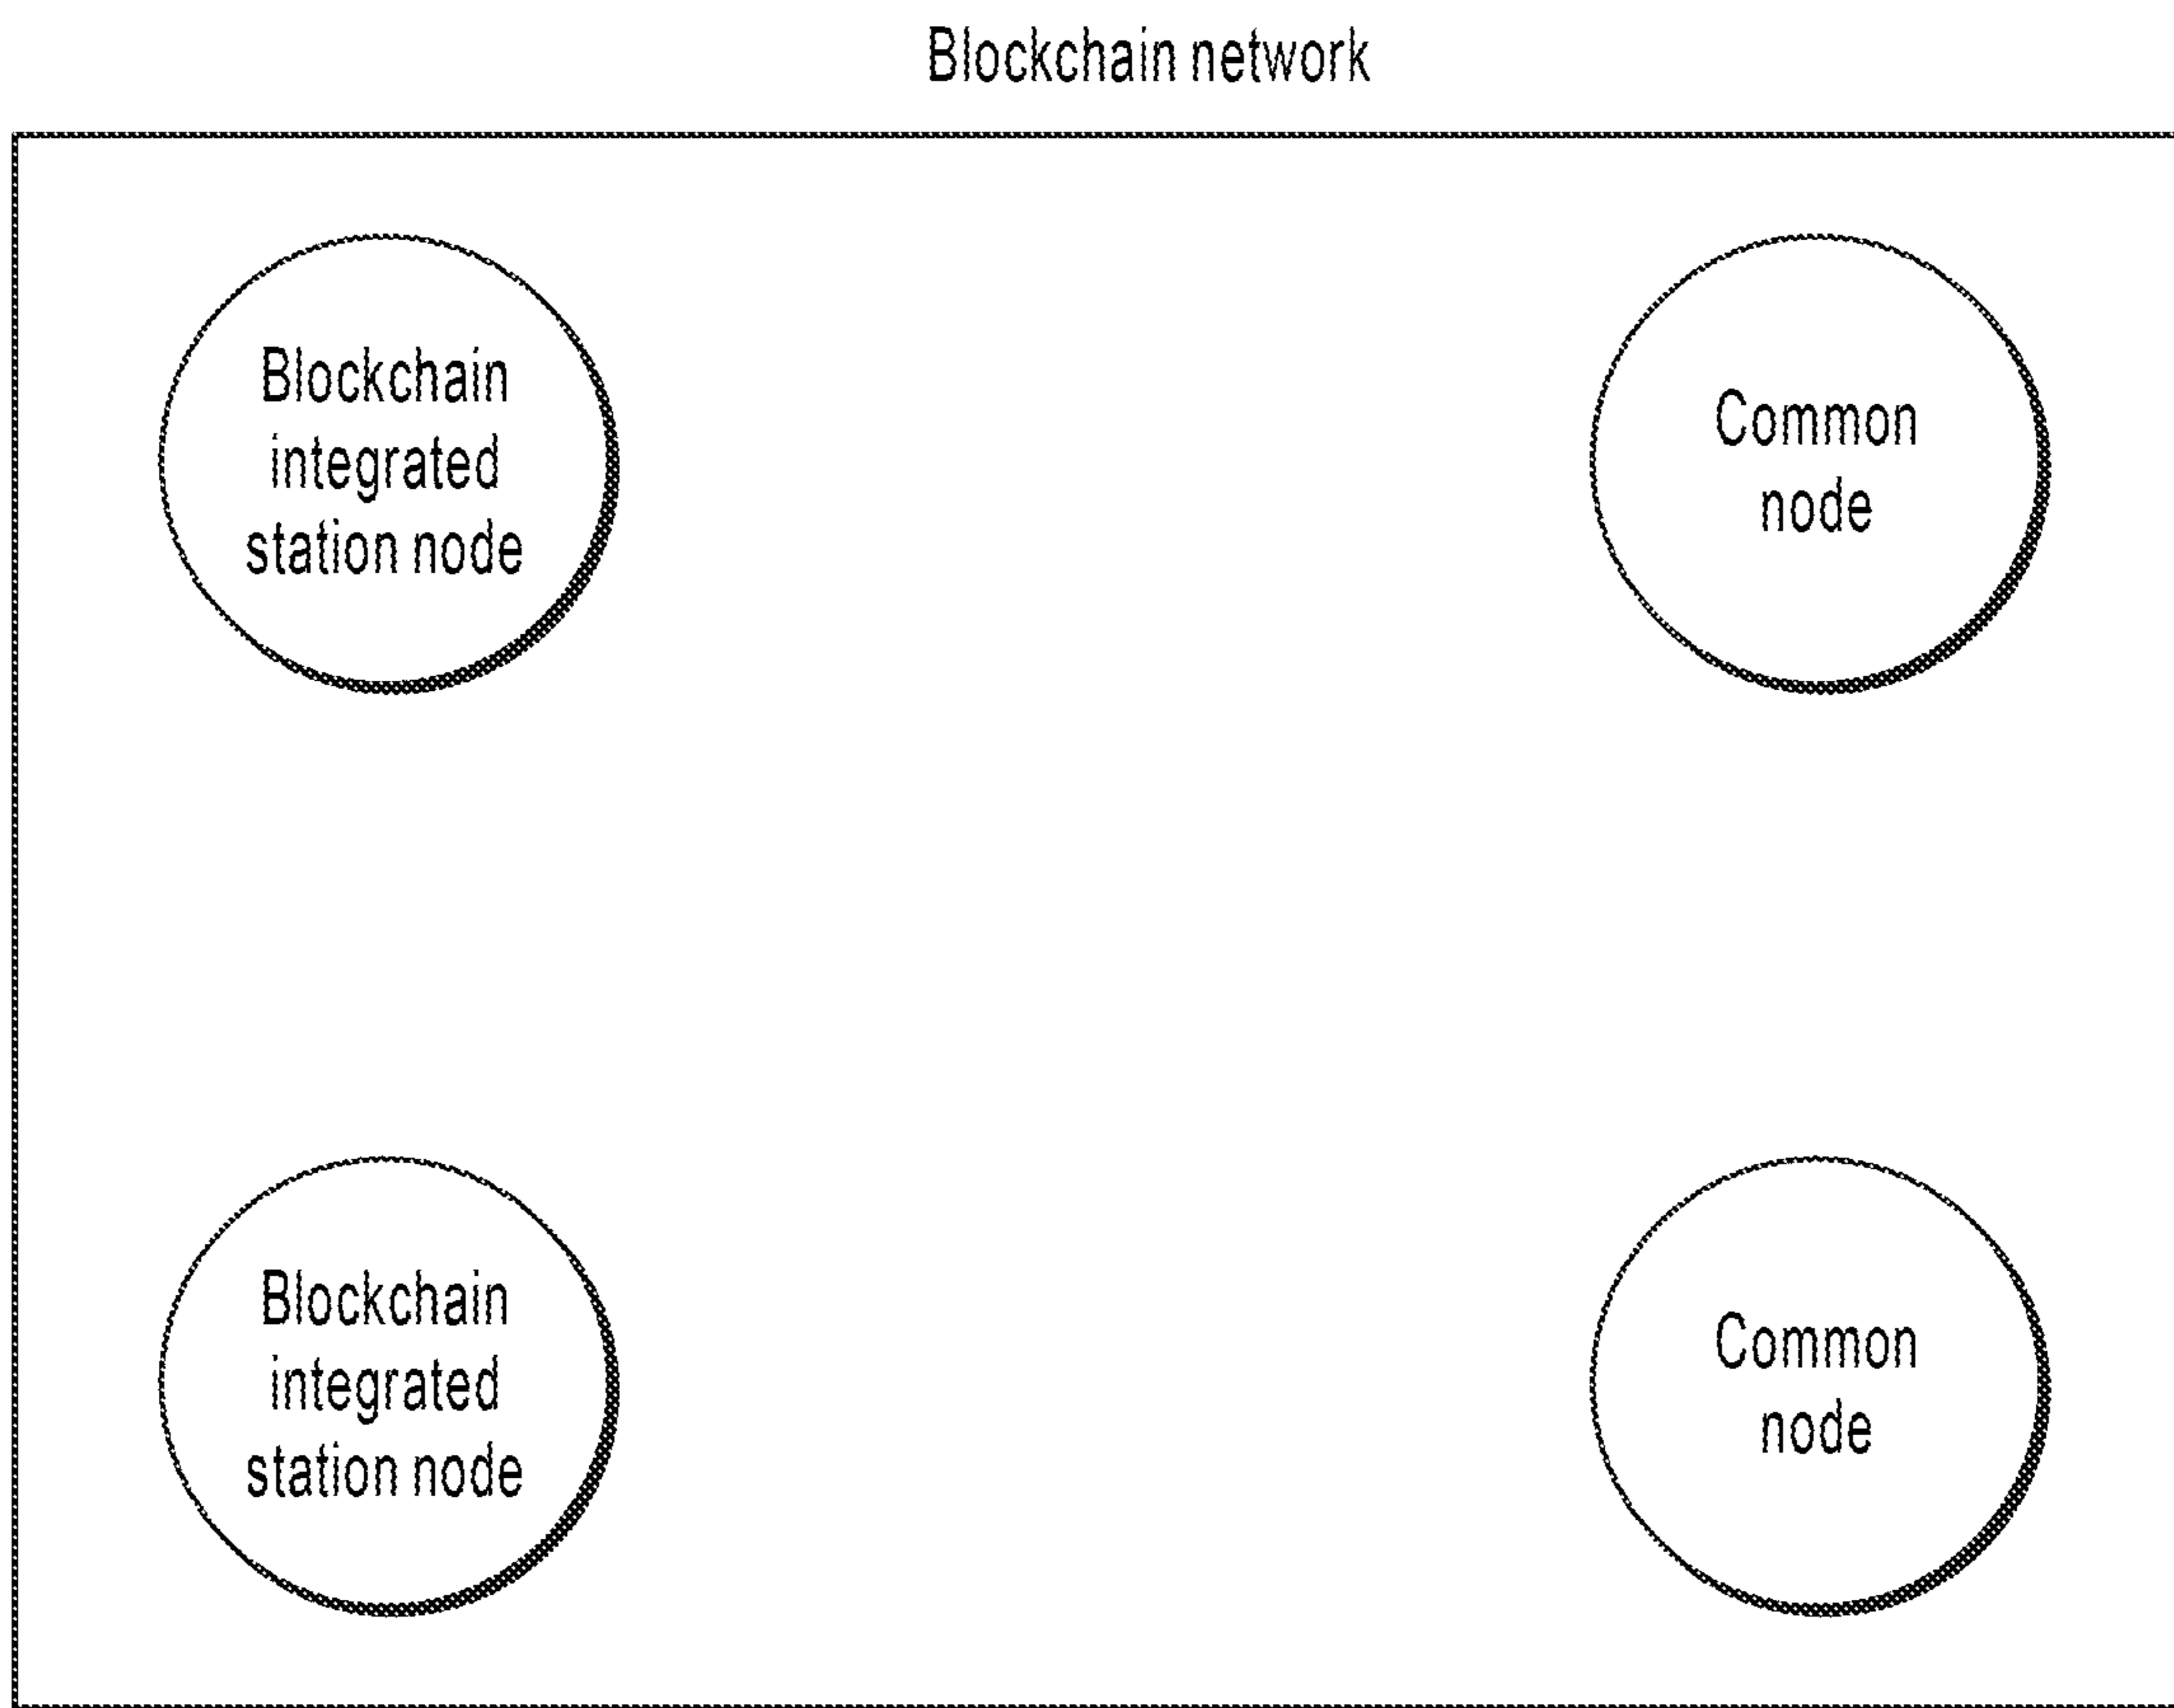 Blockchain network
Blockchain
integrated
station node
Common
node
Blockchain
integrated
station node
Common
node